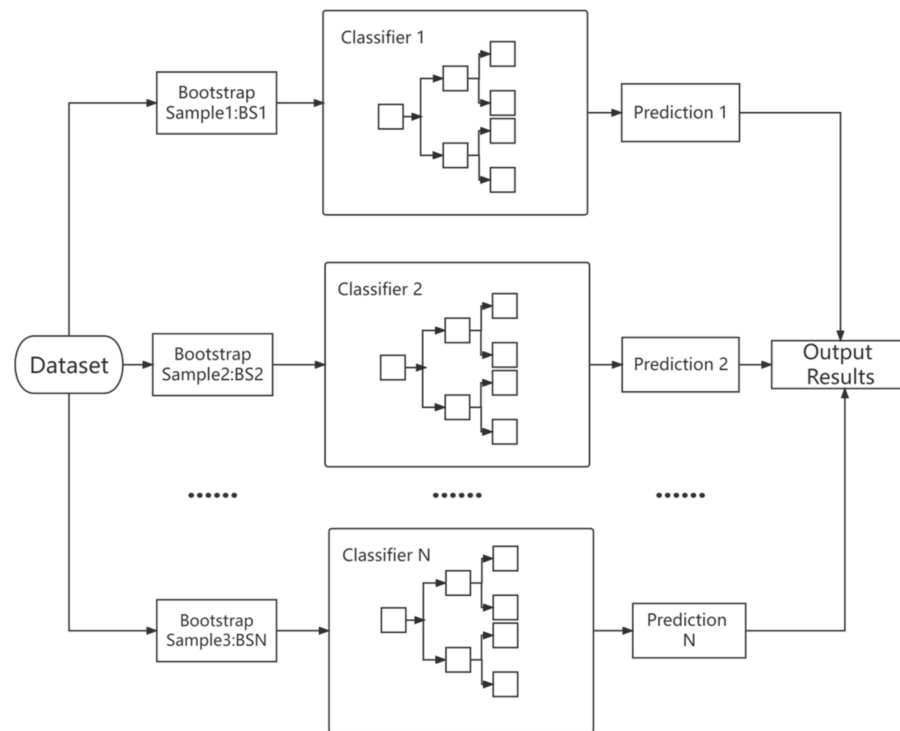 Classifier 1
Bootstrap
Sample1:BS1
Prediction 1
Classifier 2
Dataset
Bootstrap
Sample2:BS2
Prediction 2
Output
Results
......
......
......
Classifier N
Bootstrap
Sample3:BSN
Prediction
N